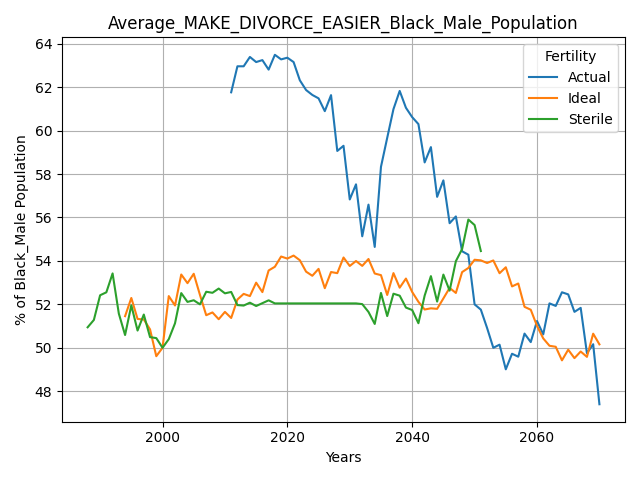 Average_MAKE_DIVORCE_EASIER_Black_Male_Population
% of Black_Male Population
64
62
60
58
56
54
52
50
48
Fertility
Actual
Ideal
Sterile
2000 2020 2040 2060
Years